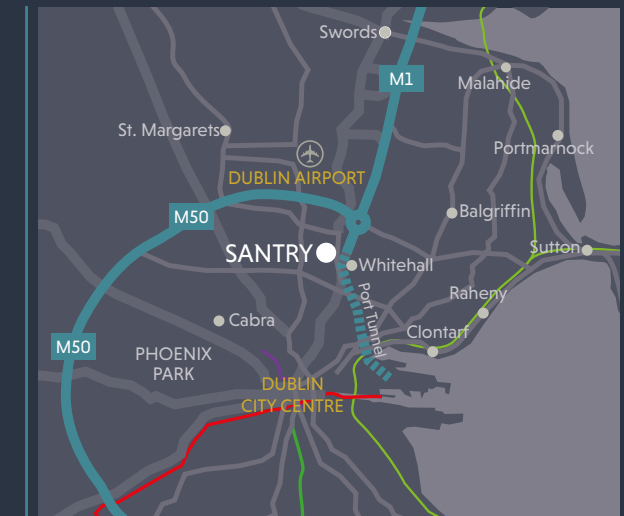 Swords
M1
Malahide
St. Margarets
Portmarnock
DUBLIN AIRPORT
M50
Balgriffin
SANTRY
Sutton
Whitehall
Raheny
Port Tunnel
Cabra
Clontarf
M50
PHOENIX
PARK
DUBLIN
CITY CENTRE